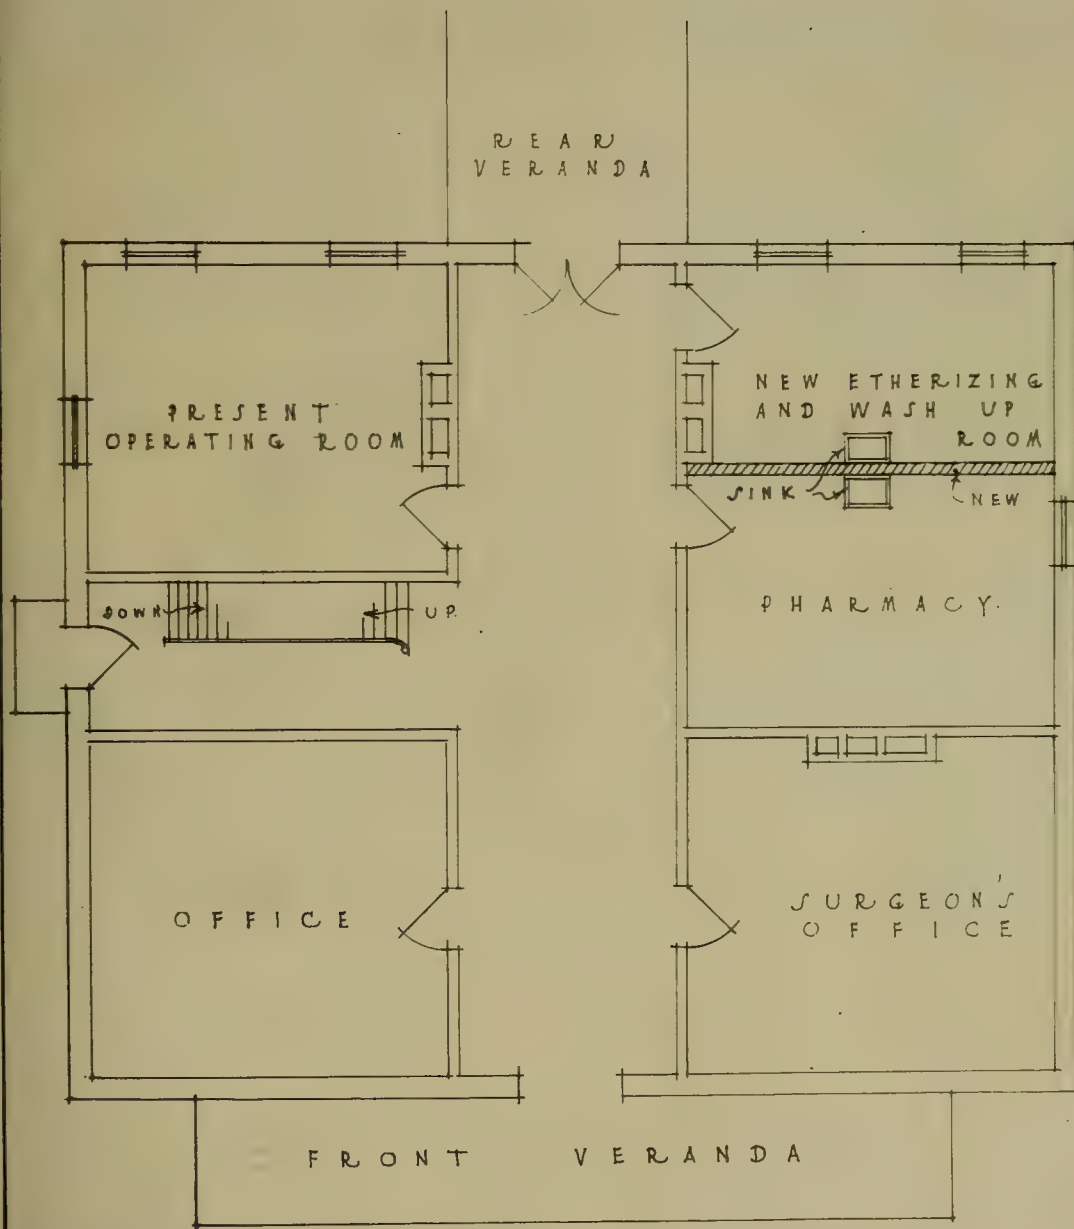 REAR
VERANDA
PRESENT
OPERATING ROOM
NEW ETHERIZING
AND WASH UP
ROOM
SINK
NEW
DOWN
UP.
PHARMACY.
OFFICE
SURGEON'S
OFFICE
FRONT VERANDA